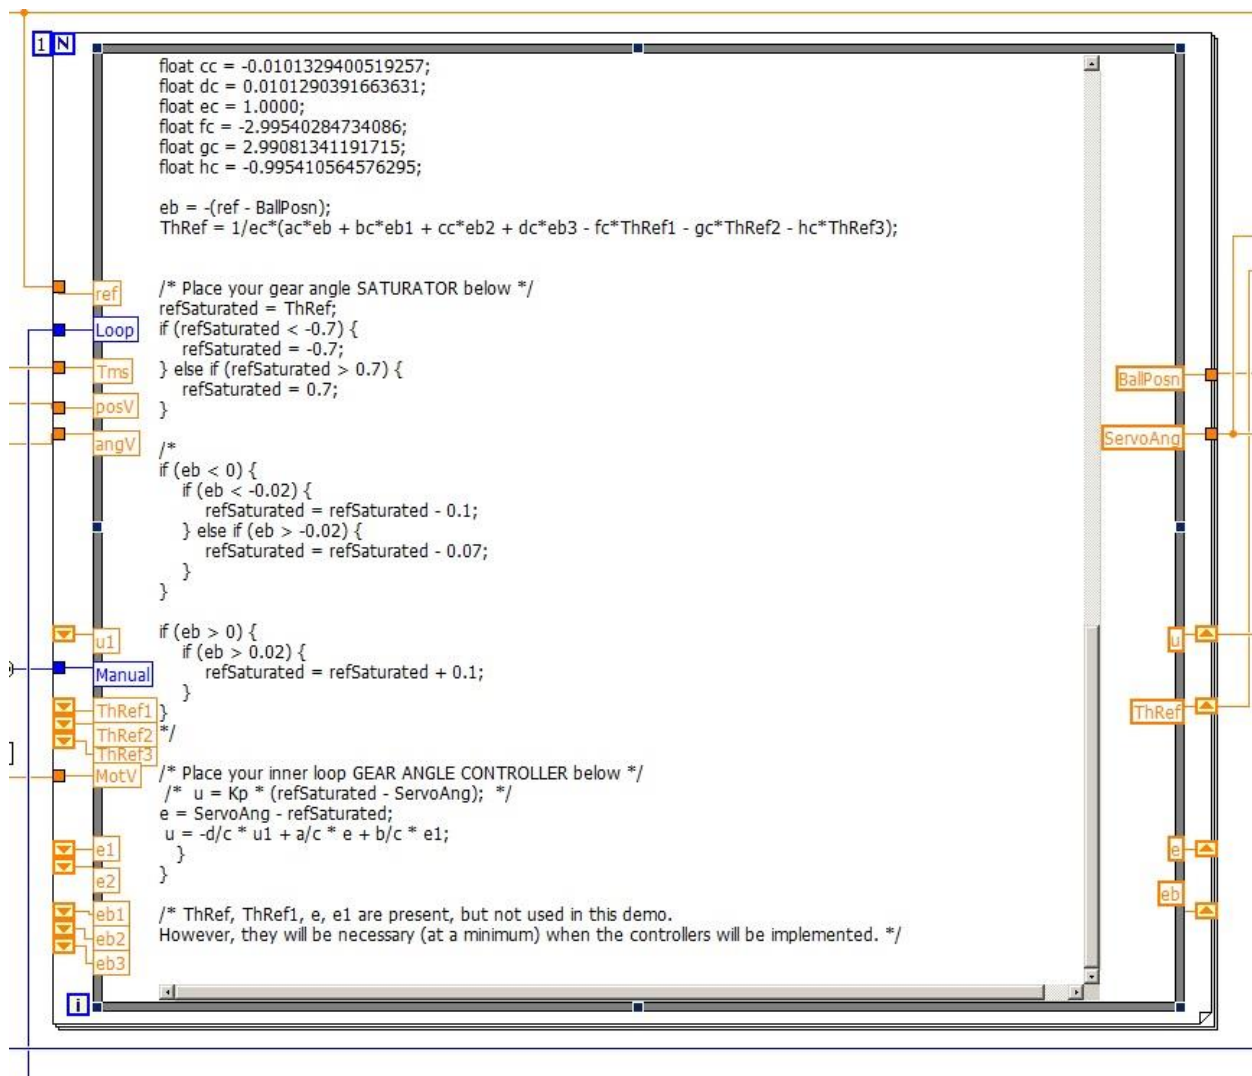 1 N
float cc = -0.0101329400519257;
float dc = 0.0101290391663631;
float ec = 1.0000;
float fc = -2.99540284734086;
float gc = 2.99081341191715;
float hc = -0.995410564576295;
eb = -(ref - BallPosn);
ThRef = 1/ec*(ac*eb + bc*eb1 + cc*eb2 + dc*eb3 - fc*ThRef1 - gc*ThRef2 - hc*ThRef3);
/* Place your gear angle SATURATOR below */
refSaturated = ThRef;
if (refSaturated < -0.7) {
refSaturated = -0.7;
} else if (refSaturated > 0.7) {
refSaturated = 0.7;
}
/*
if (eb < 0) {
if (eb < -0.02) {
refSaturated = refSaturated - 0.1;
} else if (eb > -0.02) {
refSaturated = refSaturated - 0.07;
}
}
if (eb > 0) {
if (eb > 0.02) {
refSaturated = refSaturated + 0.1;
}
}
*/
/* Place your inner loop GEAR ANGLE CONTROLLER below */
/* u = Kp * (refSaturated - ServoAng); */
e = ServoAng - refSaturated;
u = -d/c * u1 + a/c * e + b/c * e1;
}
}
/* ThRef, ThRef1, e, e1 are present, but not used in this demo.
However, they will be necessary (at a minimum) when the controllers will be implemented. */
ref
Loop
Tms
posV
angV
u1
Manual
ThRef1
ThRef2
ThRef3
MotV
e1
e2
eb1
eb2
eb3
i
BallPosn
ServoAng
u
ThRef
e
eb